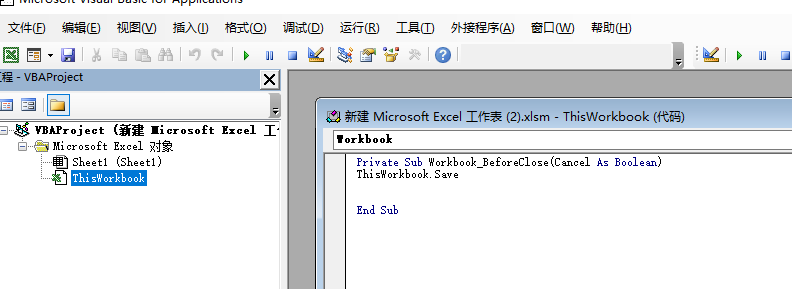 Microsoft Visual Basic for Applications
文件(F) 编辑(E) 视图(V) 插入(I) 格式(O) 调试(D) 运行(R) 工具(T) 外接程序(A) 窗口(W) 帮助(H)
工程 - VBAProject
VBAProject (新建 Microsoft Excel 工
Microsoft Excel 对象
Sheet1 (Sheet1)
ThisWorkbook
新建 Microsoft Excel 工作表 (2).xlsm - ThisWorkbook (代码)
Workbook
Private Sub Workbook_BeforeClose(Cancel As Boolean)
ThisWorkbook.Save
End Sub